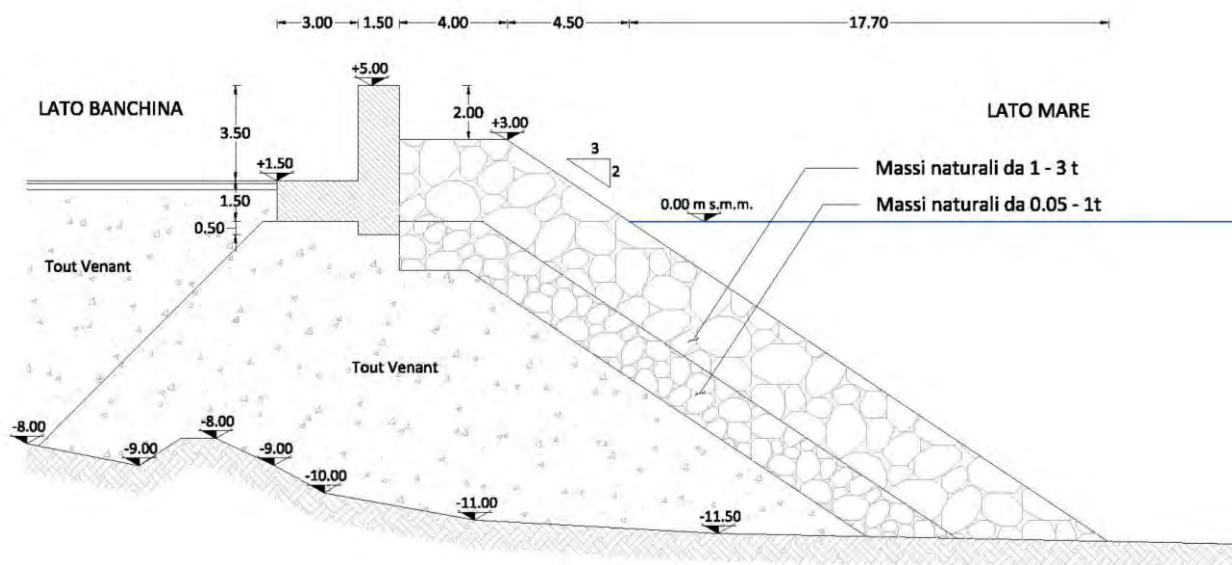 3.00 1.50 4.00 4.50 17.70
+5.00
LATO BANCHINA
LATO MARE
3.50
2.00
+3.00
3
2
+1.50
Massi naturali da 1 - 3 t
1.50
0.00 m s.m.m.
Massi naturali da 0.05 - 1t
0.50
Tout Venant
Tout Venant
-8.00
-8.00
-9.00
-9.00
-10.00
-11.00
-11.50